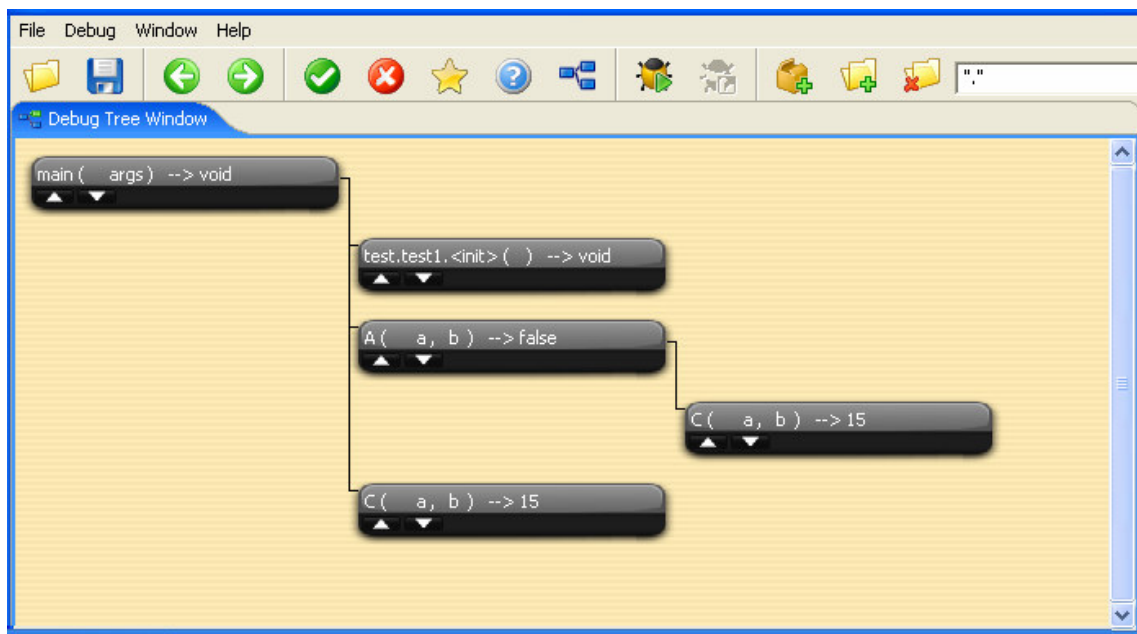 File Debug Window Help
"."
Debug Tree Window
main ( args ) --> void
test.test1.<init> ( ) --> void
A ( a, b ) --> false
C ( a, b ) --> 15
C ( a, b ) --> 15